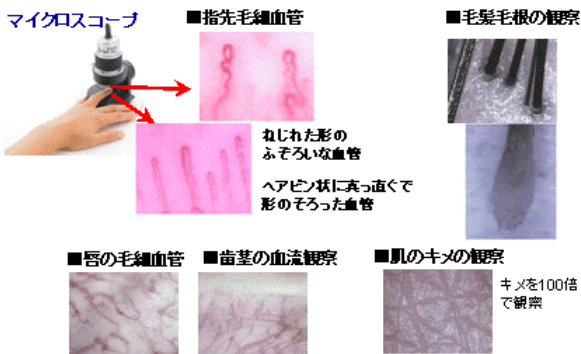 マイクロスコープ
■指先毛細血管
■毛髪毛根の観察
ねじれた形の
ふぞろいな血管
ヘアピン状に真っ直ぐで
形のそろった血管
■唇の毛細血管
■歯茎の血流観察
■肌のキメの観察
キメを100倍
で観察